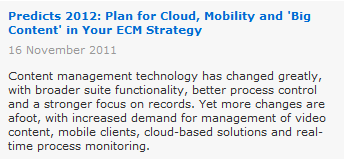 Predicts 2012: Plan for Cloud, Mobility and 'Big
Content' in Your ECM Strategy
16 November 2011
Content management technology has changed greatly,
with broader suite functionality, better process control
and a stronger focus on records. Yet more changes are
afoot, with increased demand for management of video
content, mobile clients, cloud-based solutions and real-
time process monitoring.